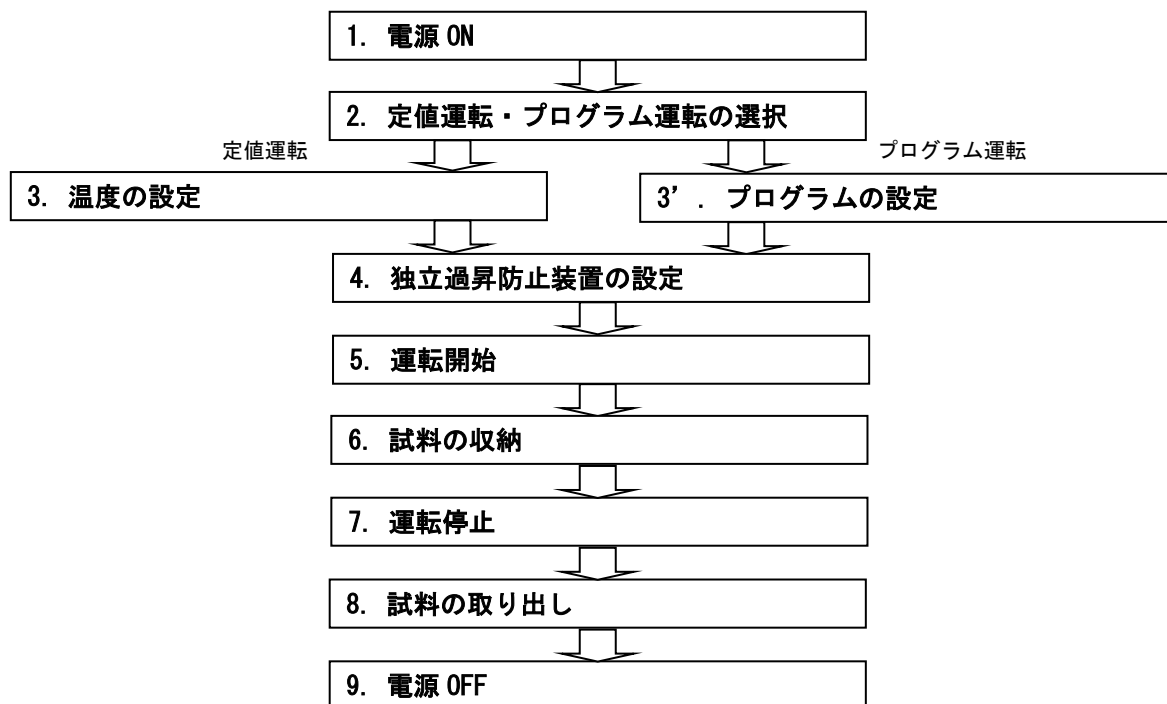 1. 電源 ON
2. 定値運転・プログラム運転の選択
定値運転
プログラム運転
3. 温度の設定
3’. プログラムの設定
4. 独立過昇防止装置の設定
5. 運転開始
6. 試料の収納
7. 運転停止
8. 試料の取り出し
9. 電源 OFF